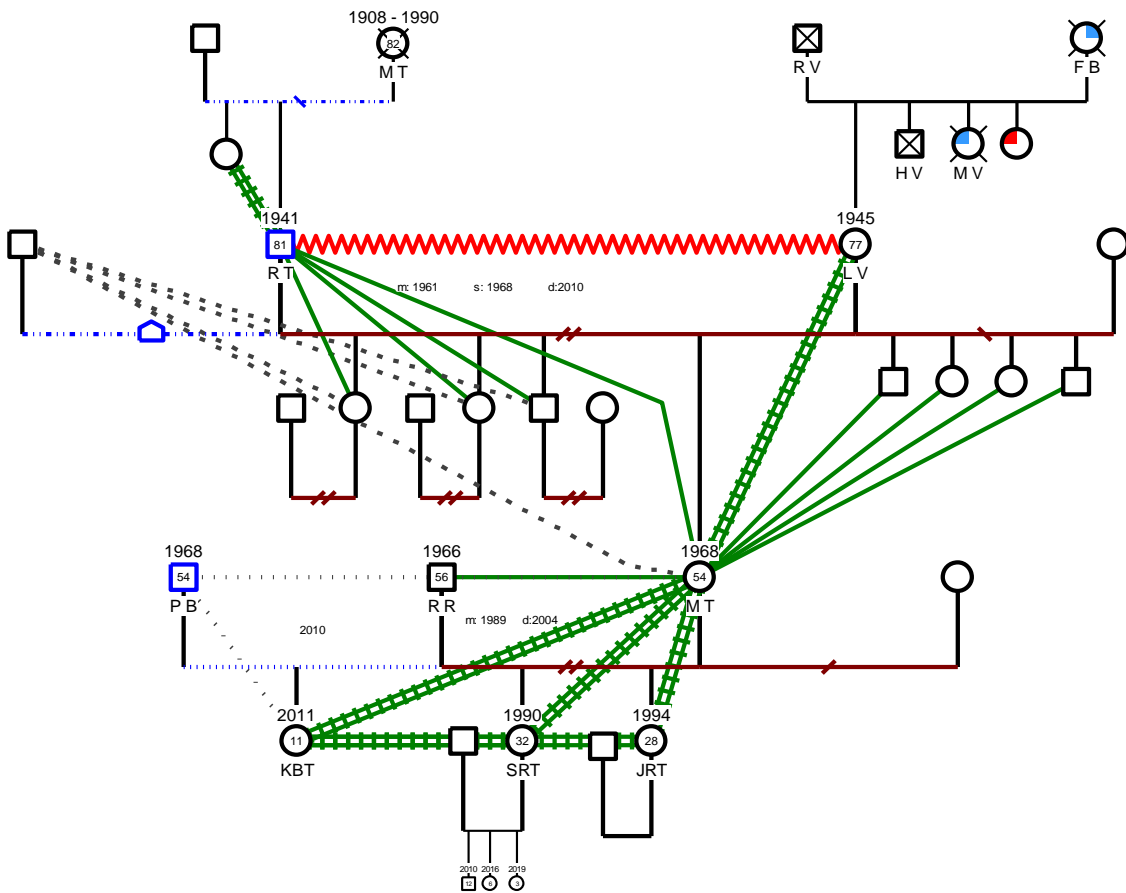 1908 - 1990
82
M T
R V
F B
H V
M V
1941
81
R T
1945
77
L V
m: 1961 s: 1968 d:2010
1968
54
P B
1966
56
R R
1968
54
M T
2010
m: 1989 d:2004
2011
11
KBT
1990
32
SRT
1994
28
JRT
2010 2016 2019
12 6 3